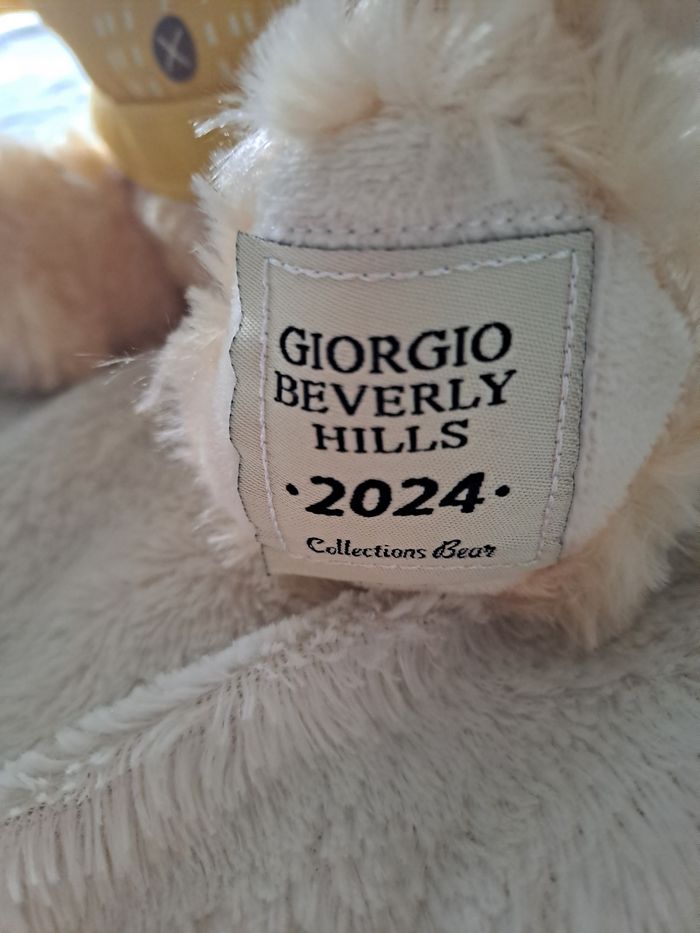 GIORGIO
BEVERLY
HILLS
·2024·
Collections Bear